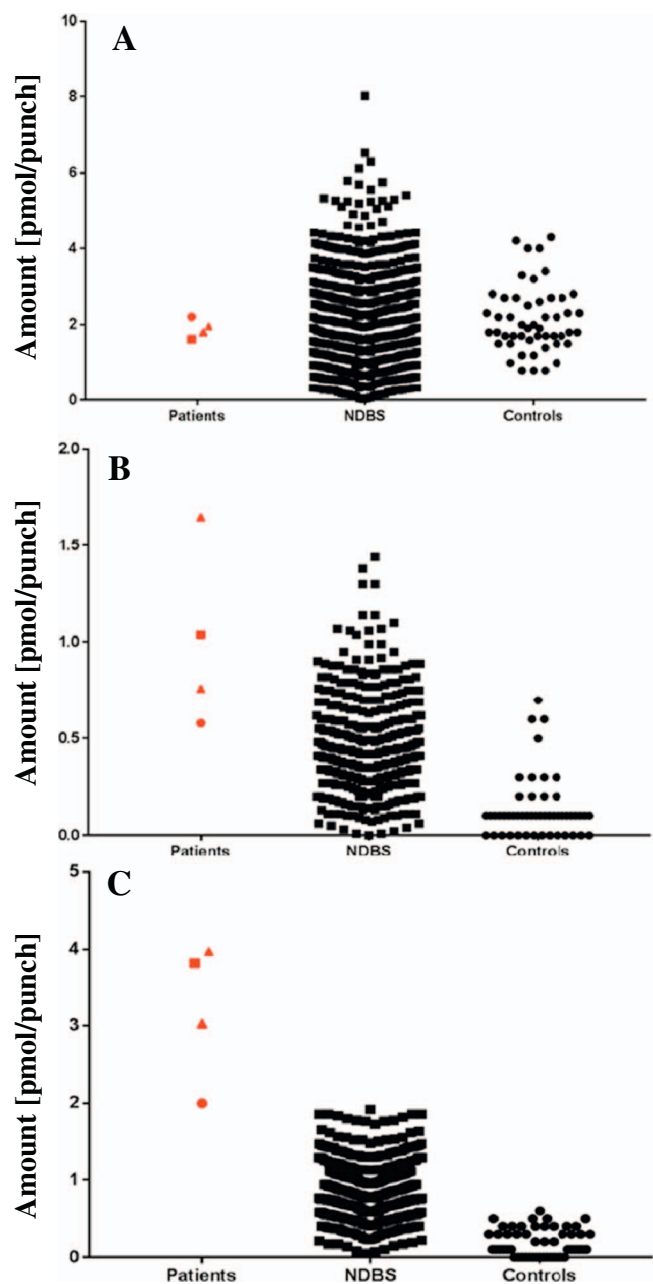 A
Amount [pmol/punch]
10
8
6
4
2
0
Patients NDBS Controls
B
Amount [pmol/punch]
2.0
1.5
1.0
0.5
0.0
Patients NDBS Controls
C
Amount [pmol/punch]
5
4
3
2
1
0
Patients NDBS Controls